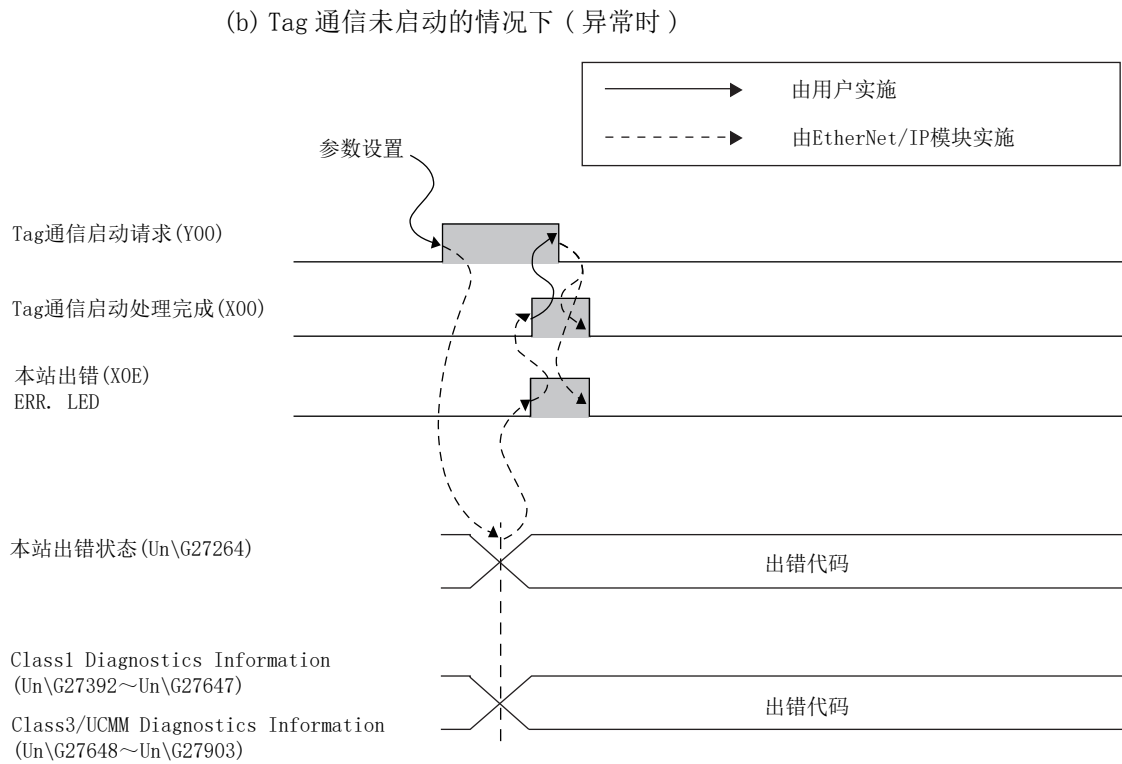 (b) Tag 通信未启动的情况下 ( 异常时 )
由用户实施
由EtherNet/IP模块实施
参数设置
Tag通信启动请求(Y00)
Tag通信启动处理完成(X00)
本站出错(X0E)
ERR. LED
本站出错状态(Un\G27264)
出错代码
Class1 Diagnostics Information
(Un\G27392～Un\G27647)
出错代码
Class3/UCMM Diagnostics Information
(Un\G27648～Un\G27903)